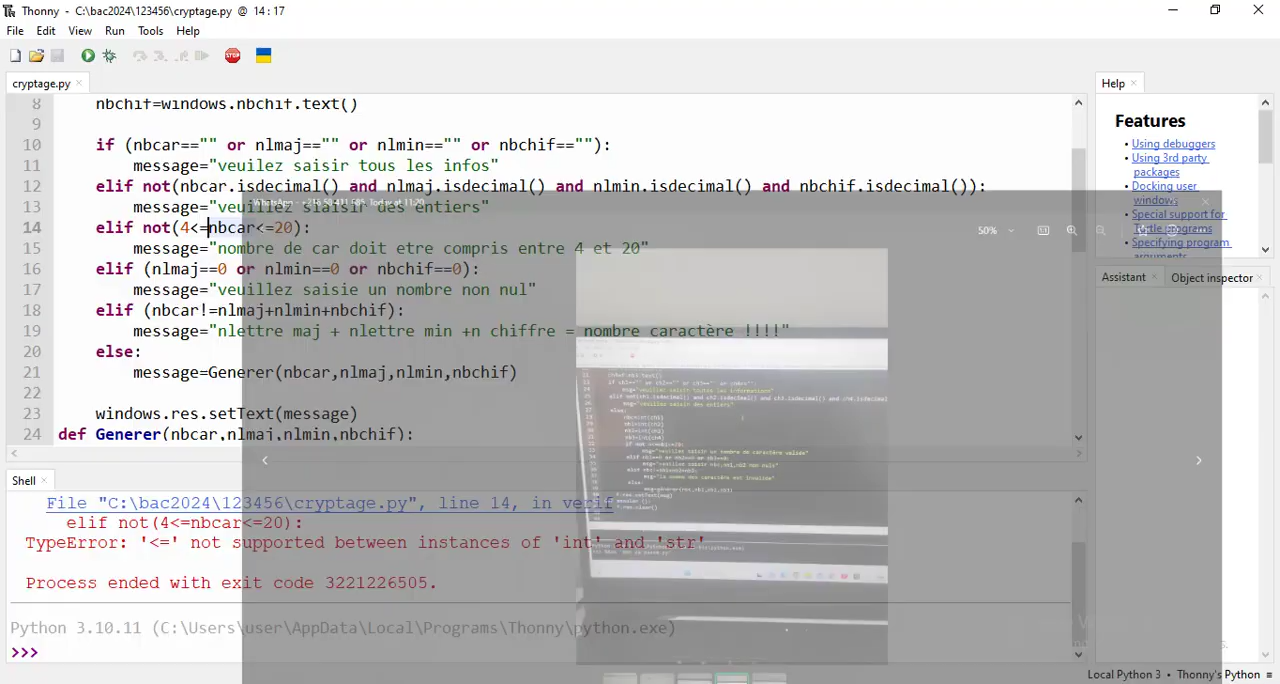 Thonny - C:\bac2024\123456\cryptage.py @ 14 : 17
File Edit View Run Tools Help
cryptage.py
8 nbchif=windows.nbchif.text()
9
10 if (nbcar=="" or nlmaj=="" or nlmin=="" or nbchif==""):
11 message="veuilez saisir tous les infos"
12 elif not(nbcar.isdecimal() and nlmaj.isdecimal() and nlmin.isdecimal() and nbchif.isdecimal()):
13 message="veuillez siaisir des entiers"
14 elif not(4<=nbcar<=20):
15 message="nombre de car doit etre compris entre 4 et 20"
16 elif (nlmaj==0 or nlmin==0 or nbchif==0):
17 message="veuillez saisie un nombre non nul"
18 elif (nbcar!=nlmaj+nlmin+nbchif):
19 message="nlettre maj + nlettre min +n chiffre = nombre caractère !!!!"
20 else:
21 message=Generer(nbcar,nlmaj,nlmin,nbchif)
22
23 windows.res.setText(message)
24 def Generer(nbcar,nlmaj,nlmin,nbchif):
Help
Features
Using debuggers
Using 3rd party
packages
Docking user
windows
Special support for
Turtle programs
Specifying program
arguments
50%
Assistant Object inspector
Shell
File "C:\bac2024\123456\cryptage.py", line 14, in verif
elif not(4<=nbcar<=20):
TypeError: '<=' not supported between instances of 'int' and 'str'
Process ended with exit code 3221226505.
Python 3.10.11 (C:\Users\user\AppData\Local\Programs\Thonny\python.exe)
>>>
Local Python 3 • Thonny's Python ≡